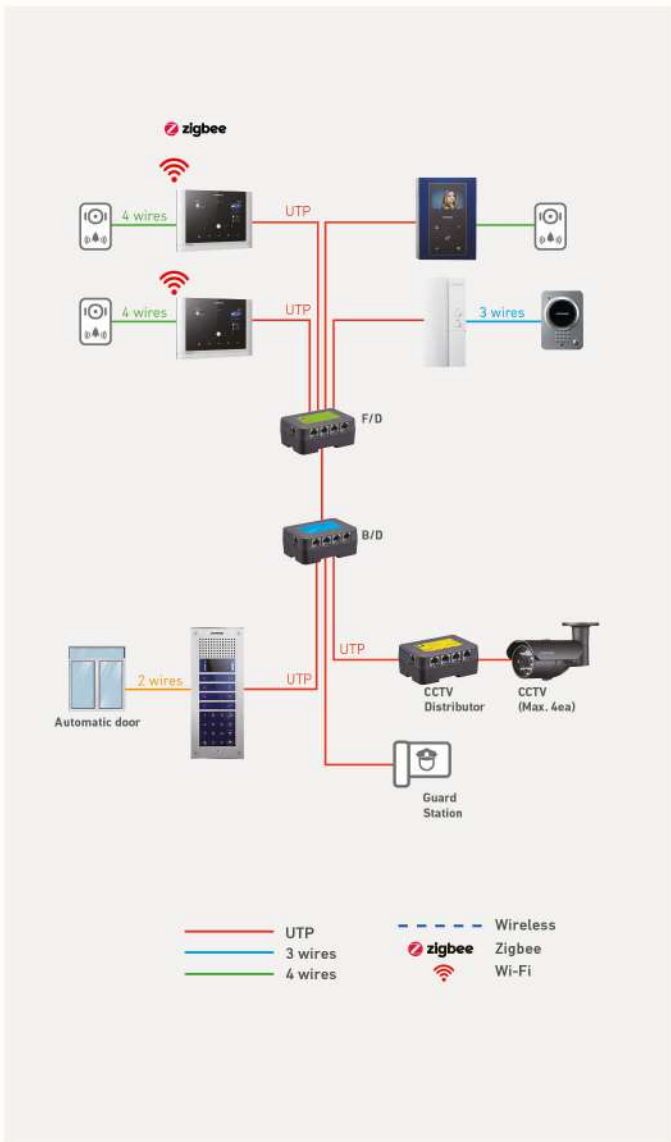 zigbee
4 wires
UTP
4 wires
UTP
3 wires
F/D
B/D
UTP
2 wires
UTP
Automatic door
CCTV
Distributor
CCTV
(Max. 4ea)
Guard
Station
UTP
3 wires
4 wires
Wireless
zigbee Zigbee
Wi-Fi